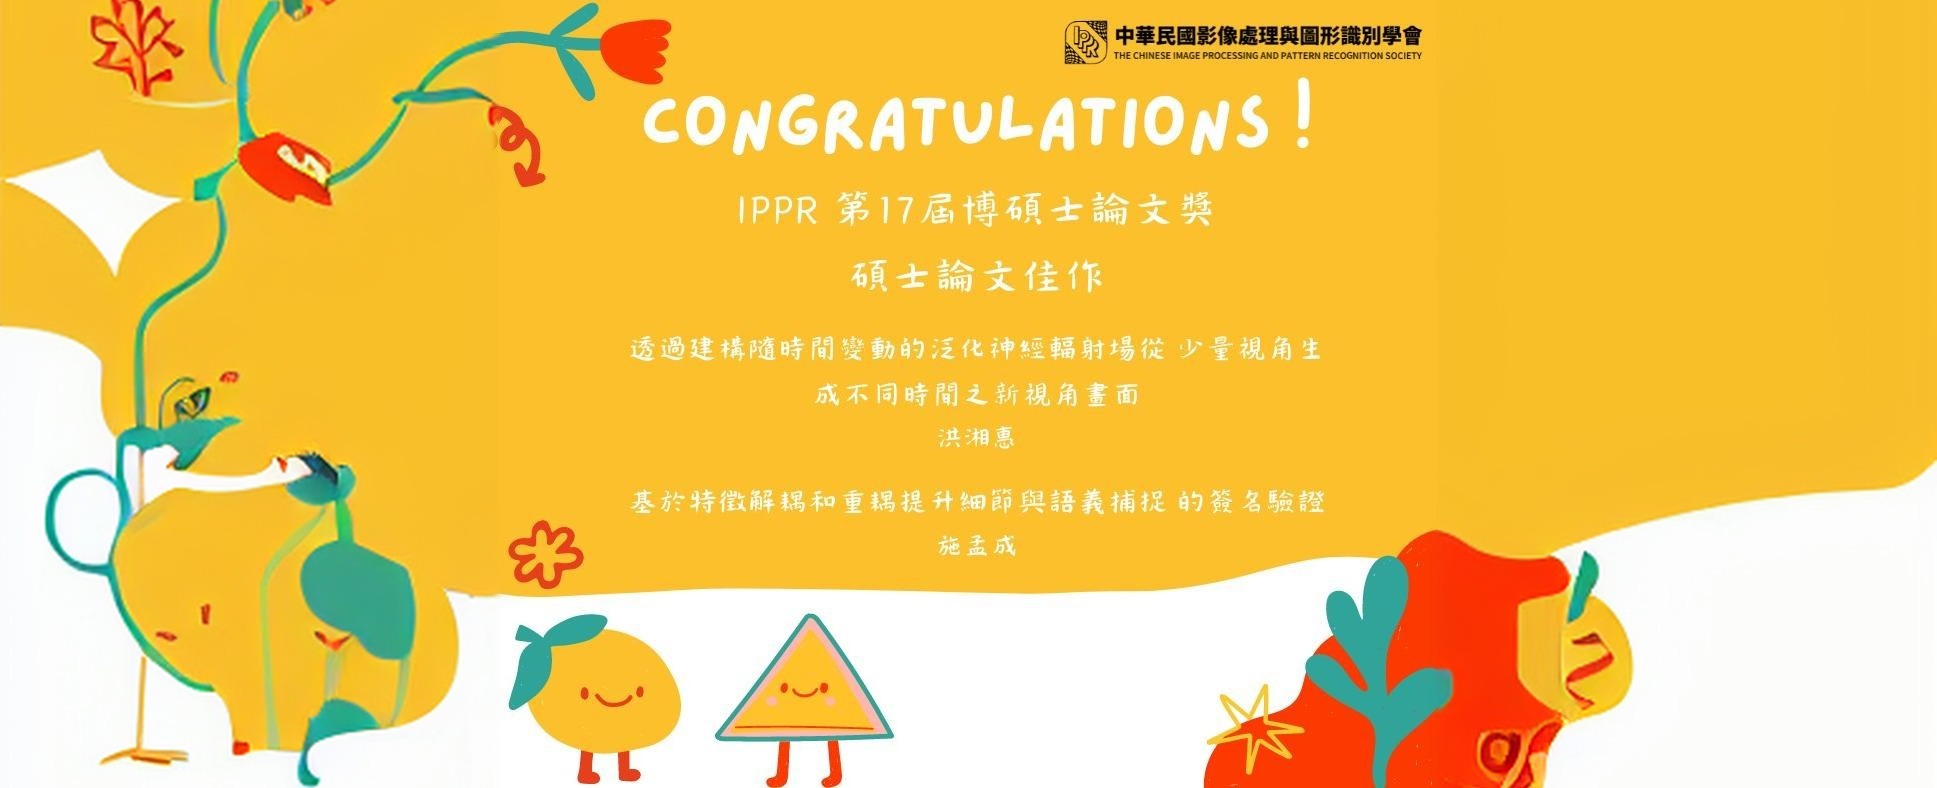 中華民國影像處理與圖形識別學會
THE CHINESE IMAGE PROCESSING AND PATTERN RECOGNITION SOCIETY
CONGRATULATIONS!
IPPR 第17屆博碩士論文獎
碩士論文佳作
透過建構隨時間變動的泛化神經輻射場從 少量視角生
成不同時間之新視角畫面
洪湘惠
基於特徵解耦和重耦提升細節與語義捕捉 的簽名驗證
施孟成